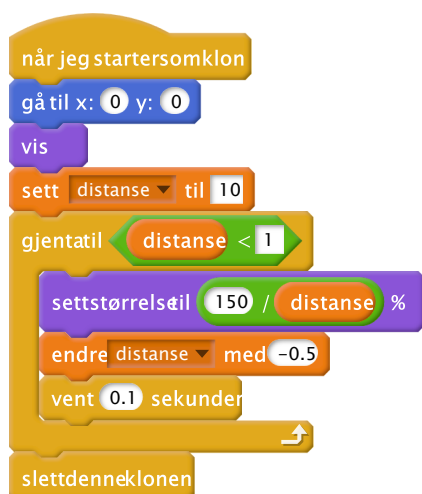 når jeg startersomklon
gå til x: 0 y: 0
vis
sett distanse til 10
gjentatil distanse < 1
settstørrelsetil 150 / distanse %
endre distanse med -0.5
vent 0.1 sekunder
slettdenneklonen